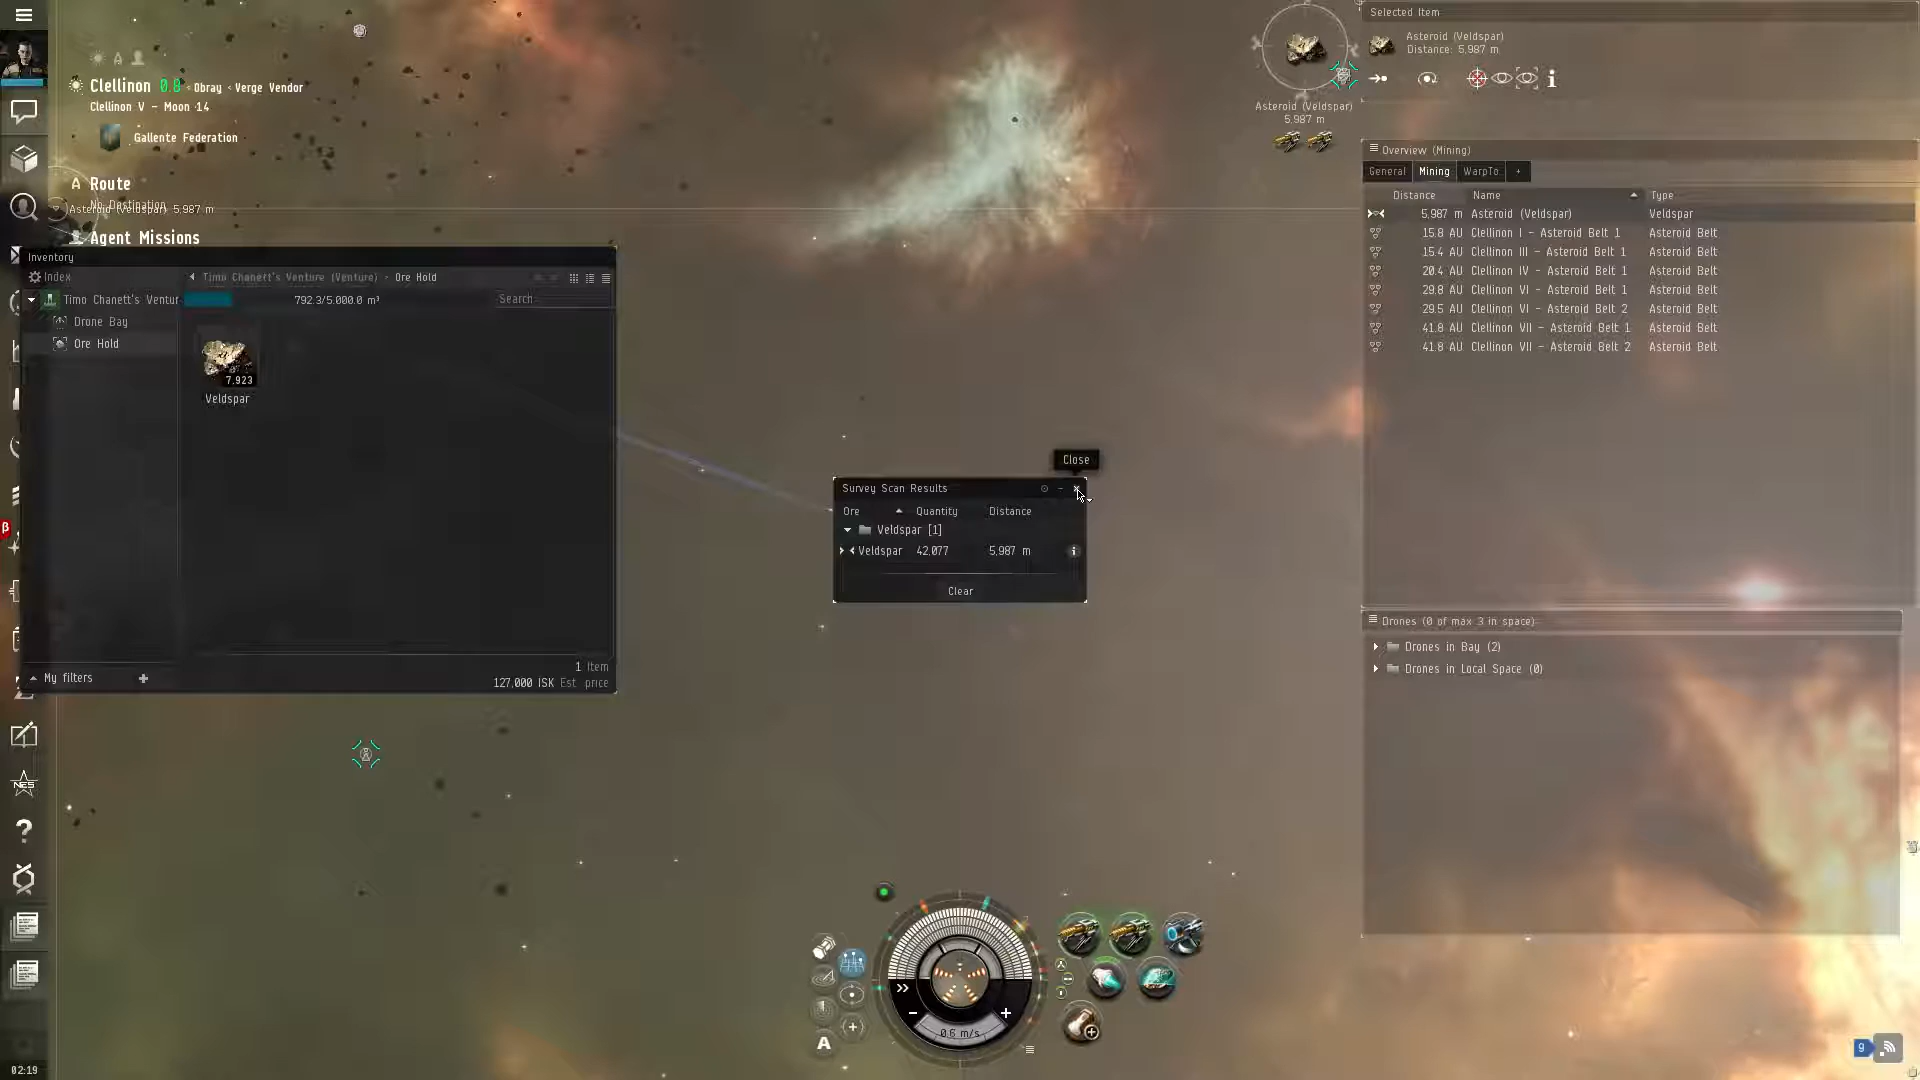 Clellinon 0.8 < Obray < Verge Vendor
Clellinon V - Moon 14
Gallente Federation
Route
No Destination
Asteroid (Veldspar) 5,987 m
Agent Missions
Inventory
Index
Timo Chanett's Venture (Venture) › Ore Hold
Timo Chanett's Ventur
792.3/5,000.0 m³
Search
Drone Bay
Ore Hold
7,923
Veldspar
My filters
1 Item
127,000 ISK Est. price
β
NES
?
02:19
Close
Survey Scan Results
Ore Quantity Distance
Veldspar [1]
Veldspar 42,077 5,987 m
Clear
0.6 m/s
A
Asteroid (Veldspar)
5,987 m
Selected Item
Asteroid (Veldspar)
Distance: 5,987 m
Overview (Mining)
General Mining WarpTo +
Distance Name Type
5,987 m Asteroid (Veldspar) Veldspar
15.8 AU Clellinon I - Asteroid Belt 1 Asteroid Belt
15.4 AU Clellinon III - Asteroid Belt 1 Asteroid Belt
20.4 AU Clellinon IV - Asteroid Belt 1 Asteroid Belt
29.8 AU Clellinon VI - Asteroid Belt 1 Asteroid Belt
29.5 AU Clellinon VI - Asteroid Belt 2 Asteroid Belt
41.8 AU Clellinon VII - Asteroid Belt 1 Asteroid Belt
41.8 AU Clellinon VII - Asteroid Belt 2 Asteroid Belt
Drones (0 of max 3 in space)
Drones in Bay (2)
Drones in Local Space (0)
9